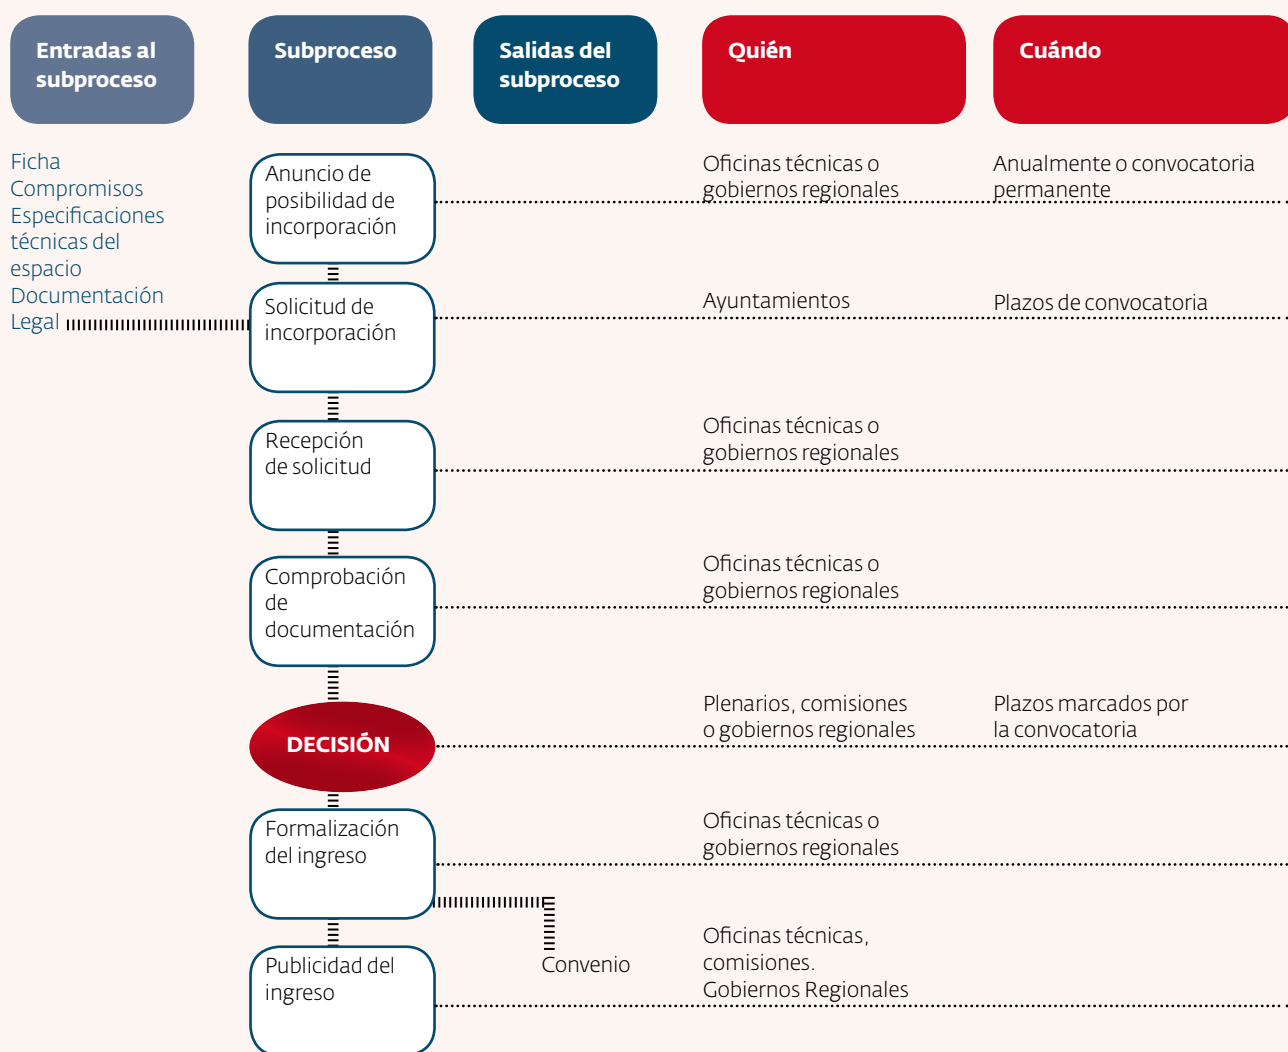 Entradas al
subproceso
Subproceso
Salidas del
subproceso
Quién
Cuándo
Ficha
Compromisos
Especificaciones
técnicas del
espacio
Documentación
Legal
Anuncio de
posibilidad de
incorporación
Oficinas técnicas o
gobiernos regionales
Anualmente o convocatoria
permanente
Solicitud de
incorporación
Ayuntamientos
Plazos de convocatoria
Recepción
de solicitud
Oficinas técnicas o
gobiernos regionales
Comprobación
de
documentación
Oficinas técnicas o
gobiernos regionales
DECISIÓN
Plenarios, comisiones
o gobiernos regionales
Plazos marcados por
la convocatoria
Formalización
del ingreso
Oficinas técnicas o
gobiernos regionales
Convenio
Publicidad del
ingreso
Oficinas técnicas,
comisiones.
Gobiernos Regionales